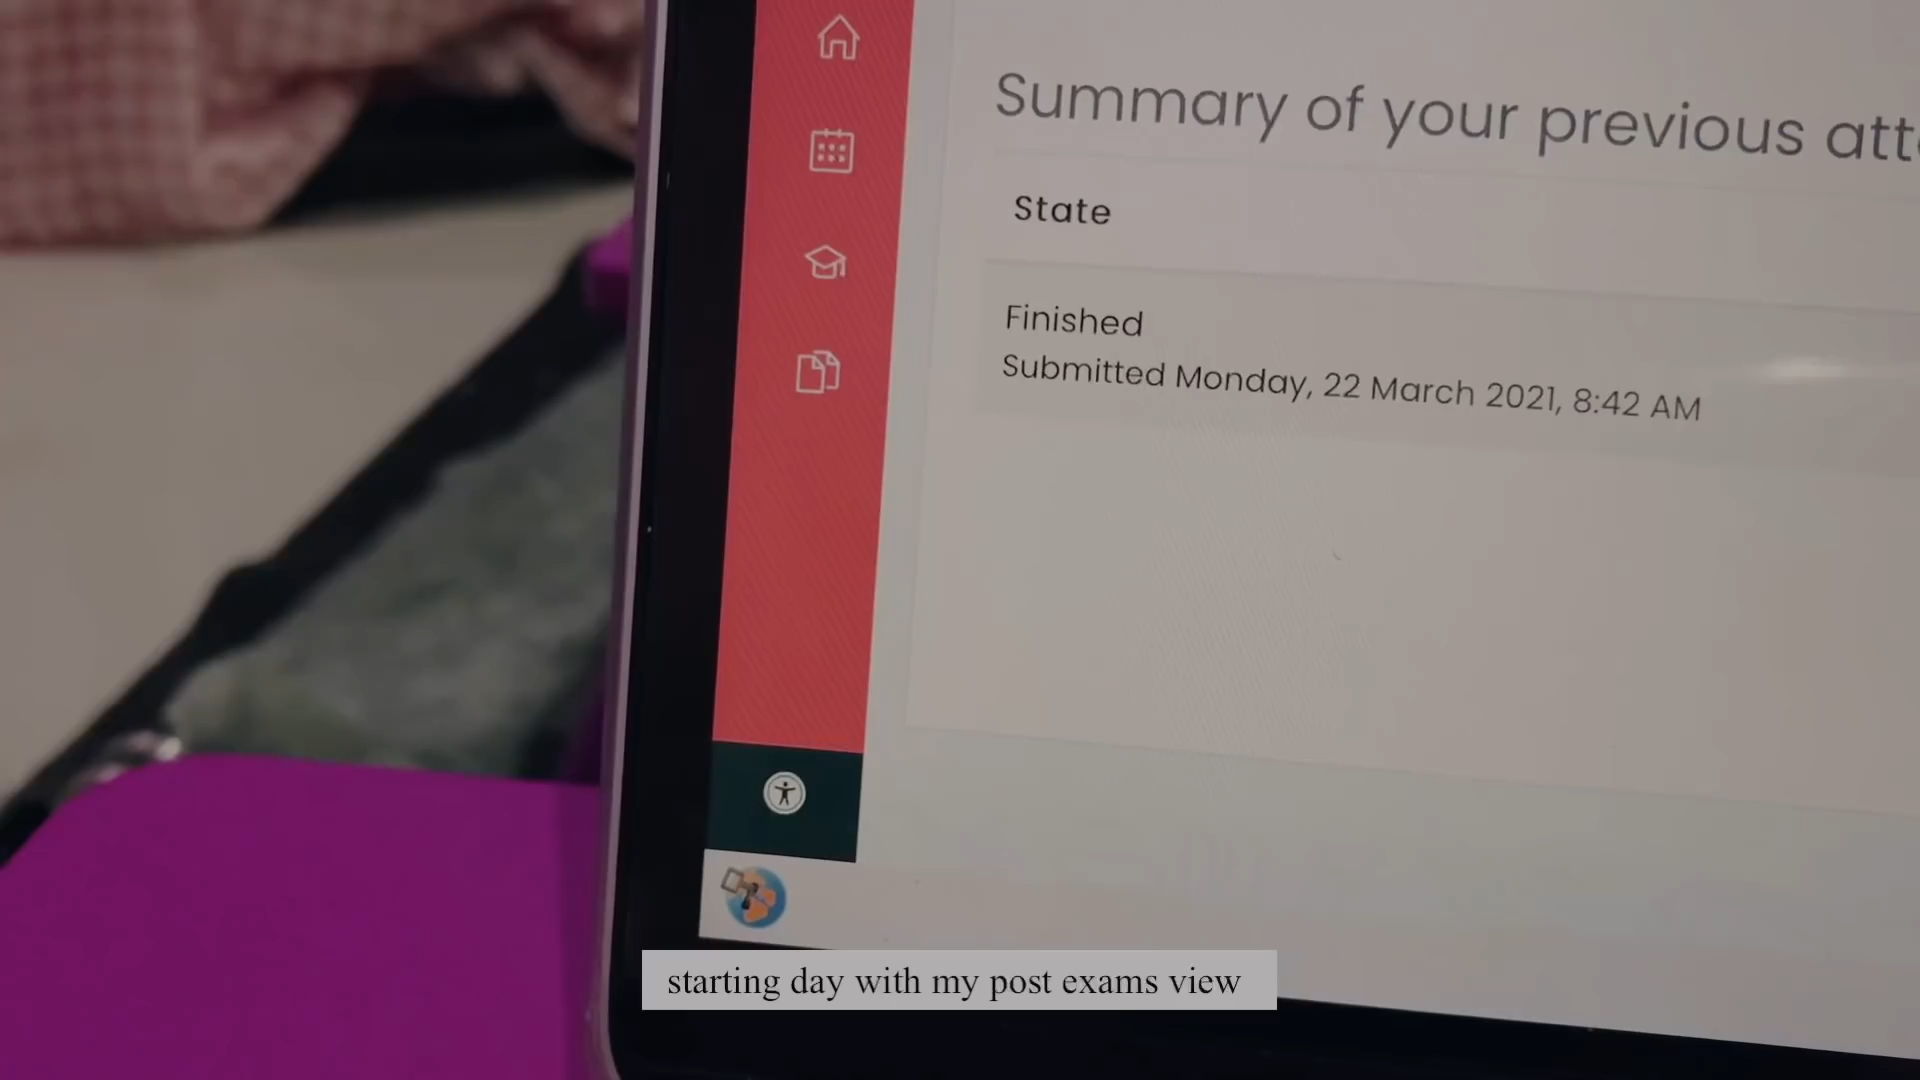 Summary of your previous
State
Finished
Submitted Monday, 22 March 2021, 8:42 AM
starting day with my post exams view